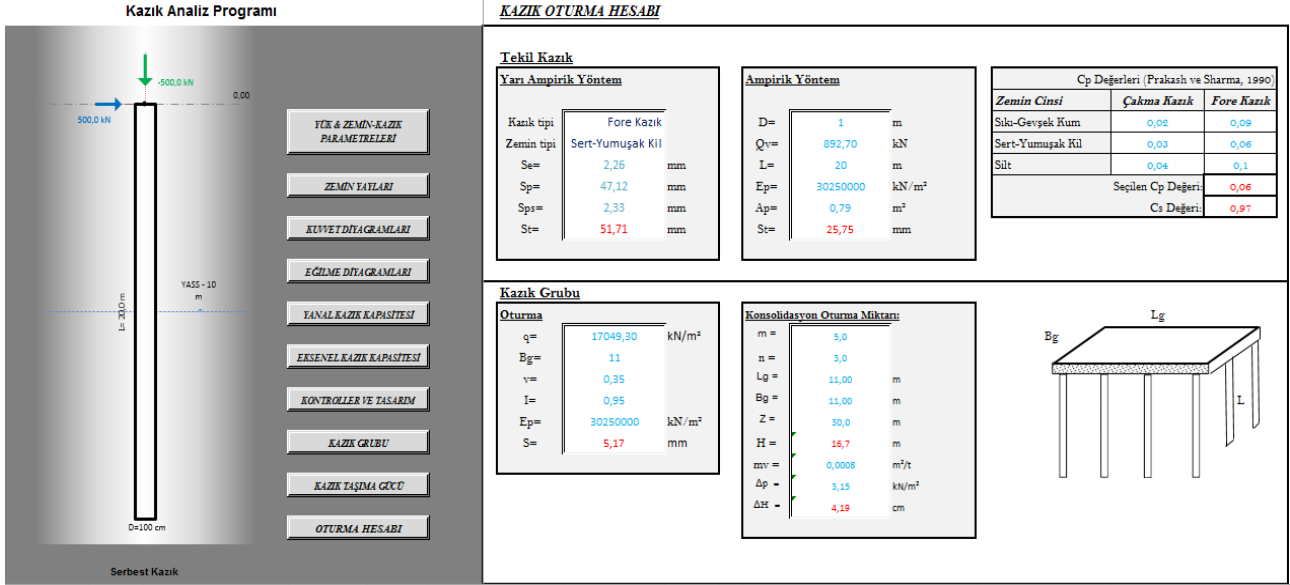 Kazık Analiz Programı
-500,0 kN
0,00
500,0 kN
YASS - 10
m
L= 20,0 m
D=100 cm
Serbest Kazık
YÜK & ZEMİN-KAZIK
PARAMETRELERİ
ZEMİN YAYLARI
KUVVET DİYAGRAMLARI
EĞİLME DİYAGRAMLARI
YANAL KAZIK KAPASİTESİ
EKSENEL KAZIK KAPASİTESİ
KONTROLLER VE TASARIM
KAZIK GRUBU
KAZIK TAŞIMA GÜCÜ
OTURMA HESABI
KAZIK OTURMA HESABI
Tekil Kazık
Yarı Ampirik Yöntem
Kazık tipi Fore Kazık
Zemin tipi Sert-Yumuşak Kil
Se= 2,26 mm
Sp= 47,12 mm
Sps= 2,33 mm
St= 51,71 mm
Ampirik Yöntem
D= 1 m
Qv= 892,70 kN
L= 20 m
Ep= 30250000 kN/m²
Ap= 0,79 m²
St= 25,75 mm
Cp Değerleri (Prakash ve Sharma, 1990)
Zemin Cinsi Çakma Kazık Fore Kazık
Sıkı-Gevşek Kum 0,02 0,09
Sert-Yumuşak Kil 0,03 0,06
Silt 0,04 0,1
Seçilen Cp Değeri: 0,06
Cs Değeri: 0,97
Kazık Grubu
Oturma
q= 17049,30 kN/m²
Bg= 11
v= 0,35
I= 0,95
Ep= 30250000 kN/m²
S= 5,17 mm
Konsolidasyon Oturma Miktarı:
m = 5,0
n = 3,0
Lg = 11,00 m
Bg = 11,00 m
Z = 30,0 m
H = 16,7 m
mv = 0,0008 m²/t
Δp = 3,15 kN/m²
ΔH = 4,19 cm
Lg
Bg
L